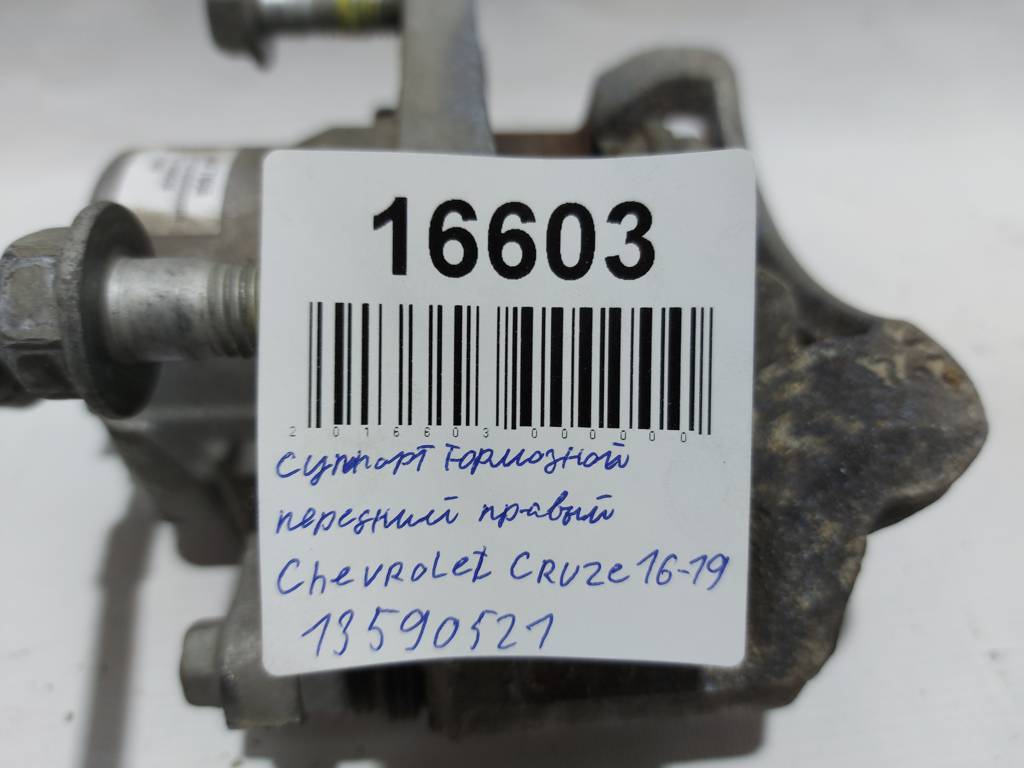 16603
2 016603 000000
суппорт тормозной
передний правый
Chevrolet Cruze 16-19
13590521